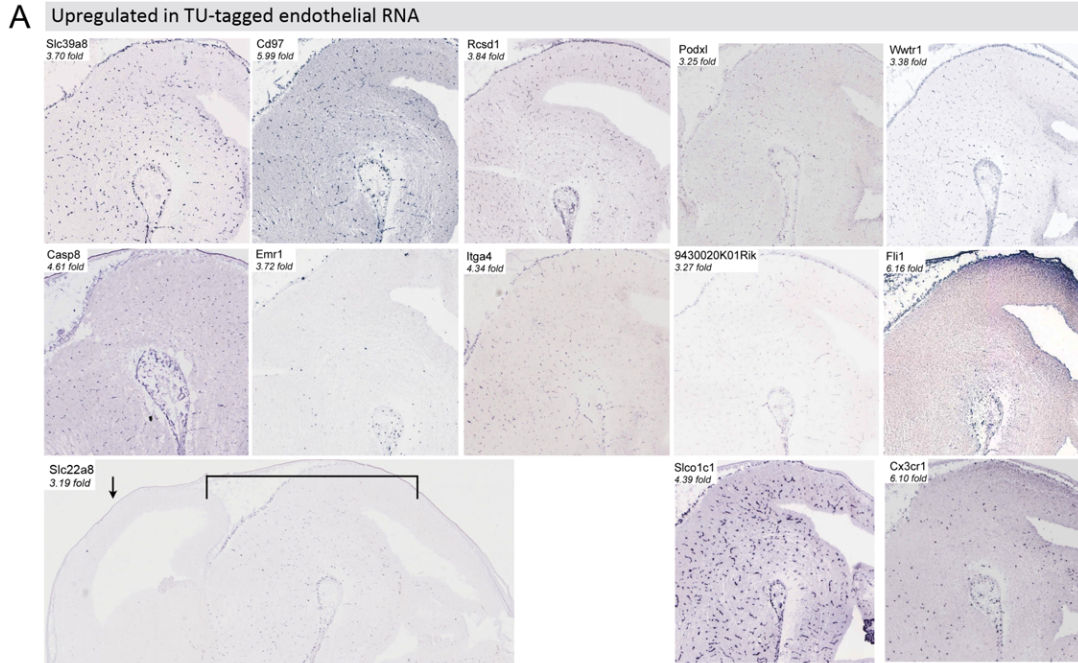 A
Upregulated in TU-tagged endothelial RNA
Slc39a8
3.70 fold
Cd97
5.99 fold
Rcsd1
3.84 fold
Podxl
3.25 fold
Wwtr1
3.38 fold
Casp8
4.61 fold
Emr1
3.72 fold
Itga4
4.34 fold
9430020K01Rik
3.27 fold
Fli1
6.16 fold
Slc22a8
3.19 fold
Slco1c1
4.39 fold
Cx3cr1
6.10 fold